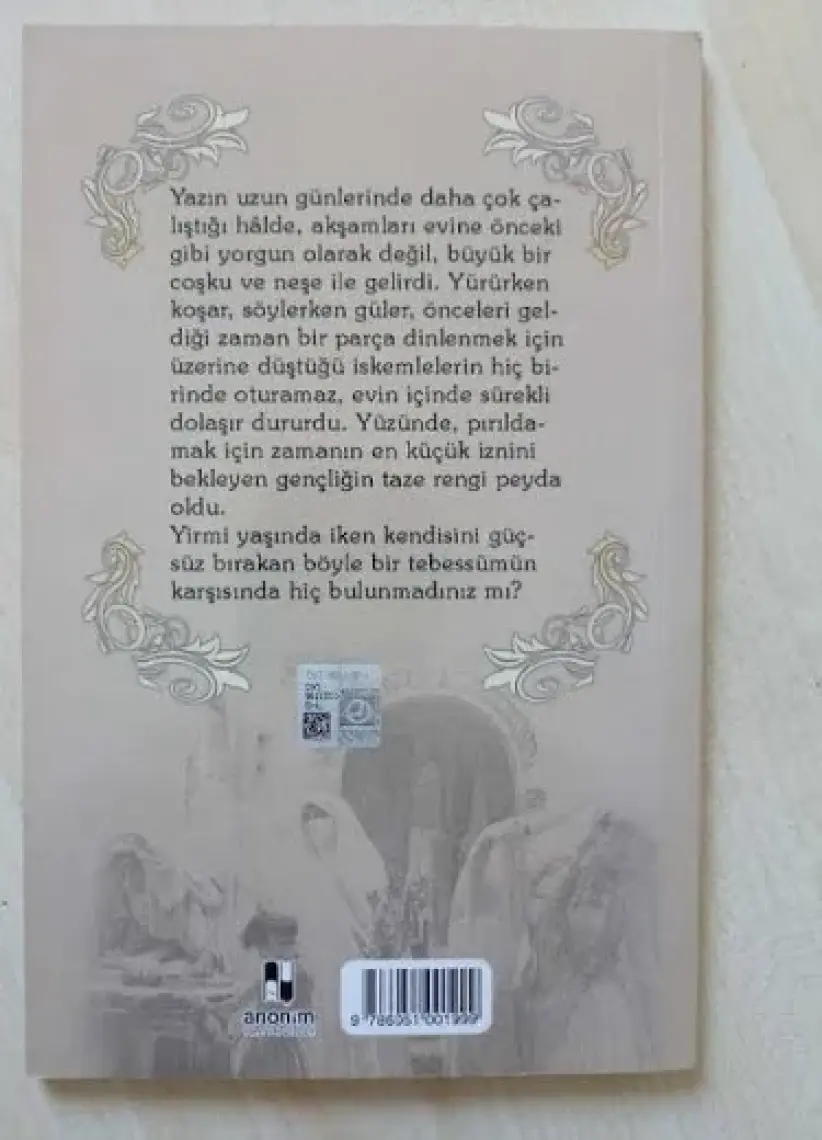 Yazın uzun günlerinde daha çok ça-
lıştığı hâlde, akşamları evine önceki
gibi yorgun olarak değil, büyük bir
coşku ve neşe ile gelirdi. Yürürken
koşar, söylerken güler, önceleri gel-
diği zaman bir parça dinlenmek için
üzerine düştüğü iskemlelerin hiç bi-
rinde oturamaz, evin içinde sürekli
dolaşır dururdu. Yüzünde, pırılda-
mak için zamanın en küçük iznini
bekleyen gençliğin taze rengi peyda
oldu.
Yirmi yaşında iken kendisini güç-
süz bırakan böyle bir tebessümün
karşısında hiç bulunmadınız mı?
anonim